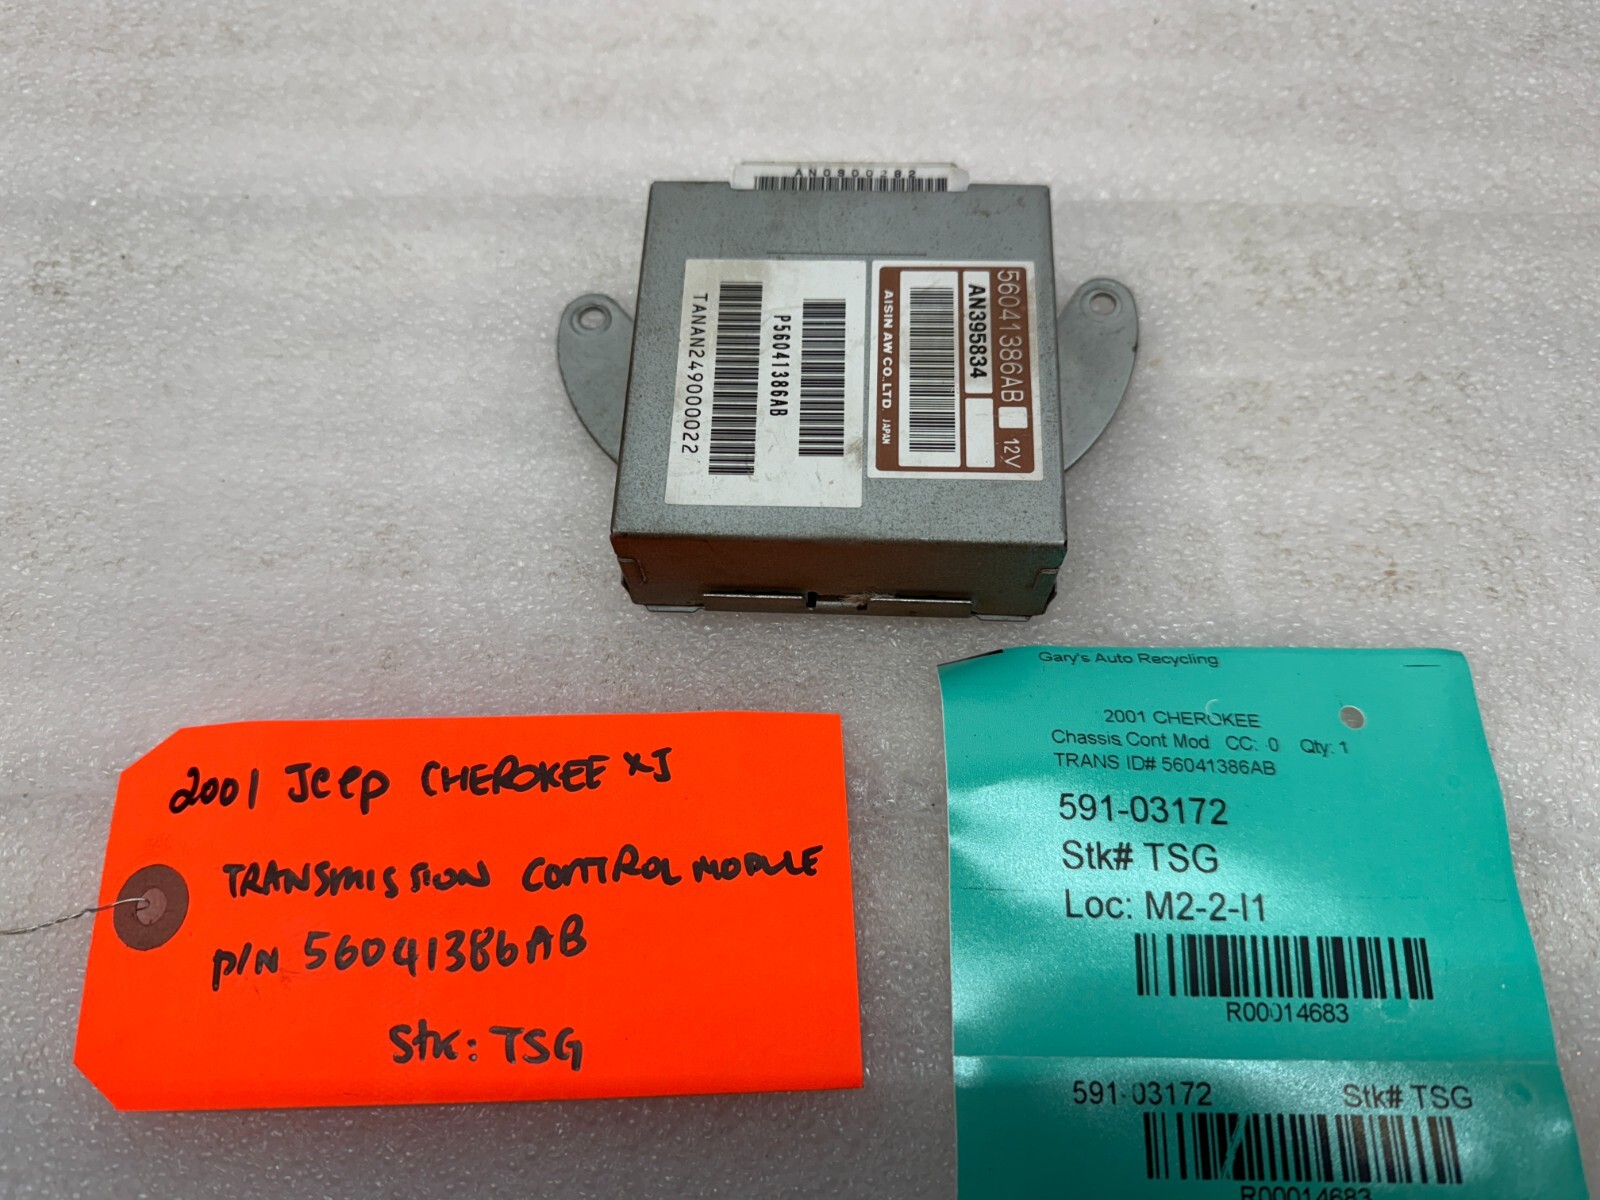 AN0800282
56041386AB 12V
AN395834
AISIN AW CO., LTD. JAPAN
P56041386AB
TANAN249000022
2001 Jeep CHEROKEE XJ
TRANSMISSION CONTROL MODULE
P/N 56041386AB
Stk: TSG
Gary's Auto Recycling
2001 CHEROKEE
Chassis Cont Mod CC: 0 Qty: 1
TRANS ID# 56041386AB
591-03172
Stk# TSG
Loc: M2-2-I1
R00014683
591-03172 Stk# TSG
R00014683